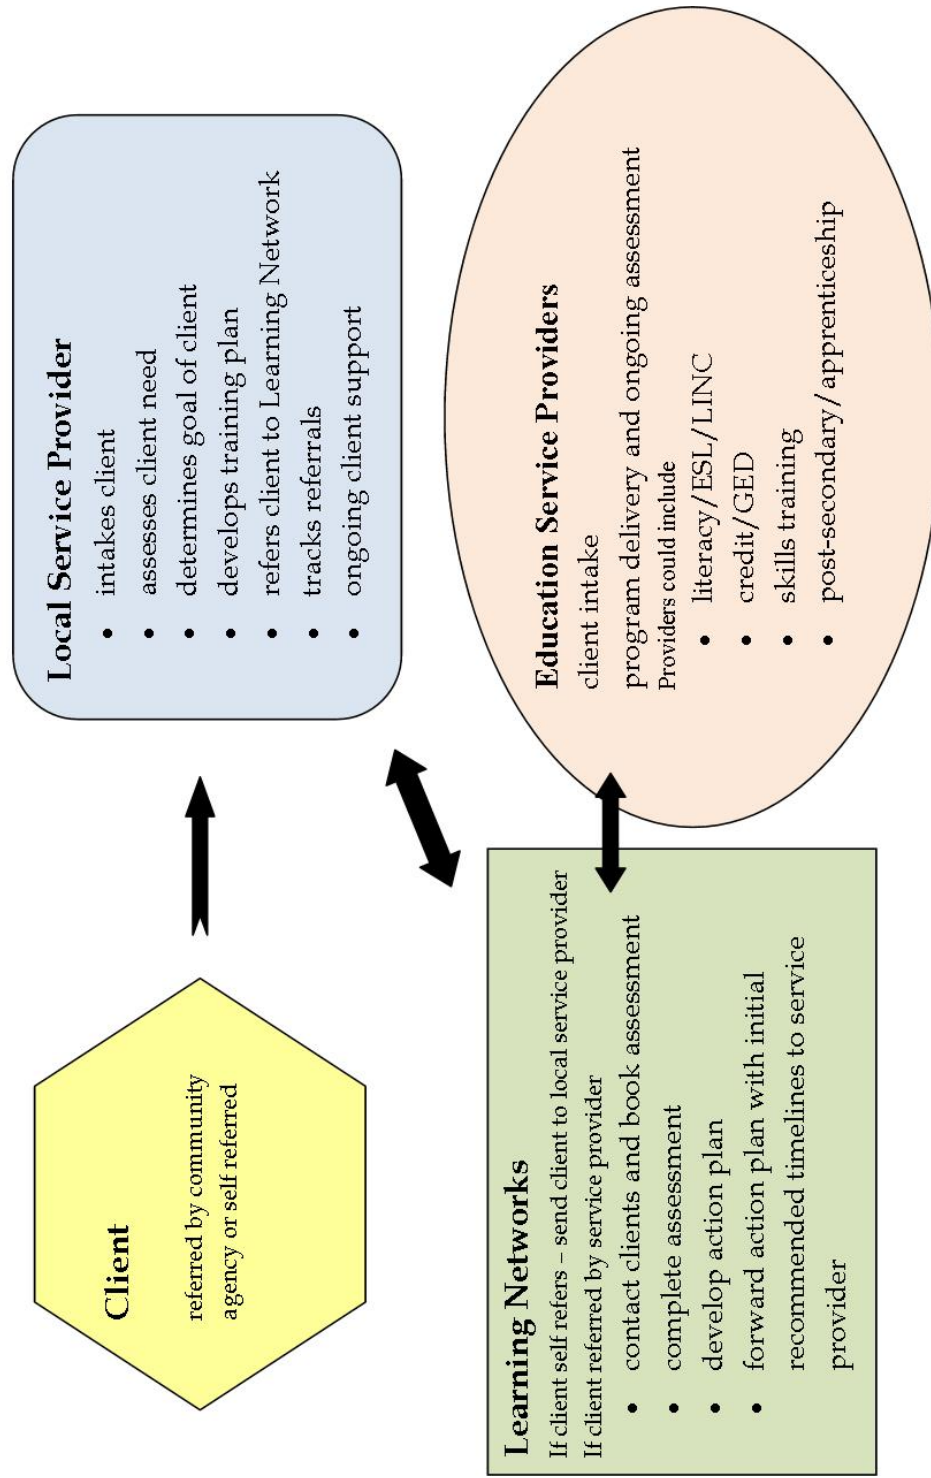 Client
referred by community
agency or self referred
Local Service Provider
• intakes client
• assesses client need
• determines goal of client
• develops training plan
• refers client to Learning Network
• tracks referrals
• ongoing client support
Learning Networks
If client self refers – send client to local service provider
If client referred by service provider
• contact clients and book assessment
• complete assessment
• develop action plan
• forward action plan with initial
recommended timelines to service
provider
Education Service Providers
client intake
program delivery and ongoing assessment
Providers could include
• literacy/ESL/LINC
• credit/GED
• skills training
• post-secondary/apprenticeship